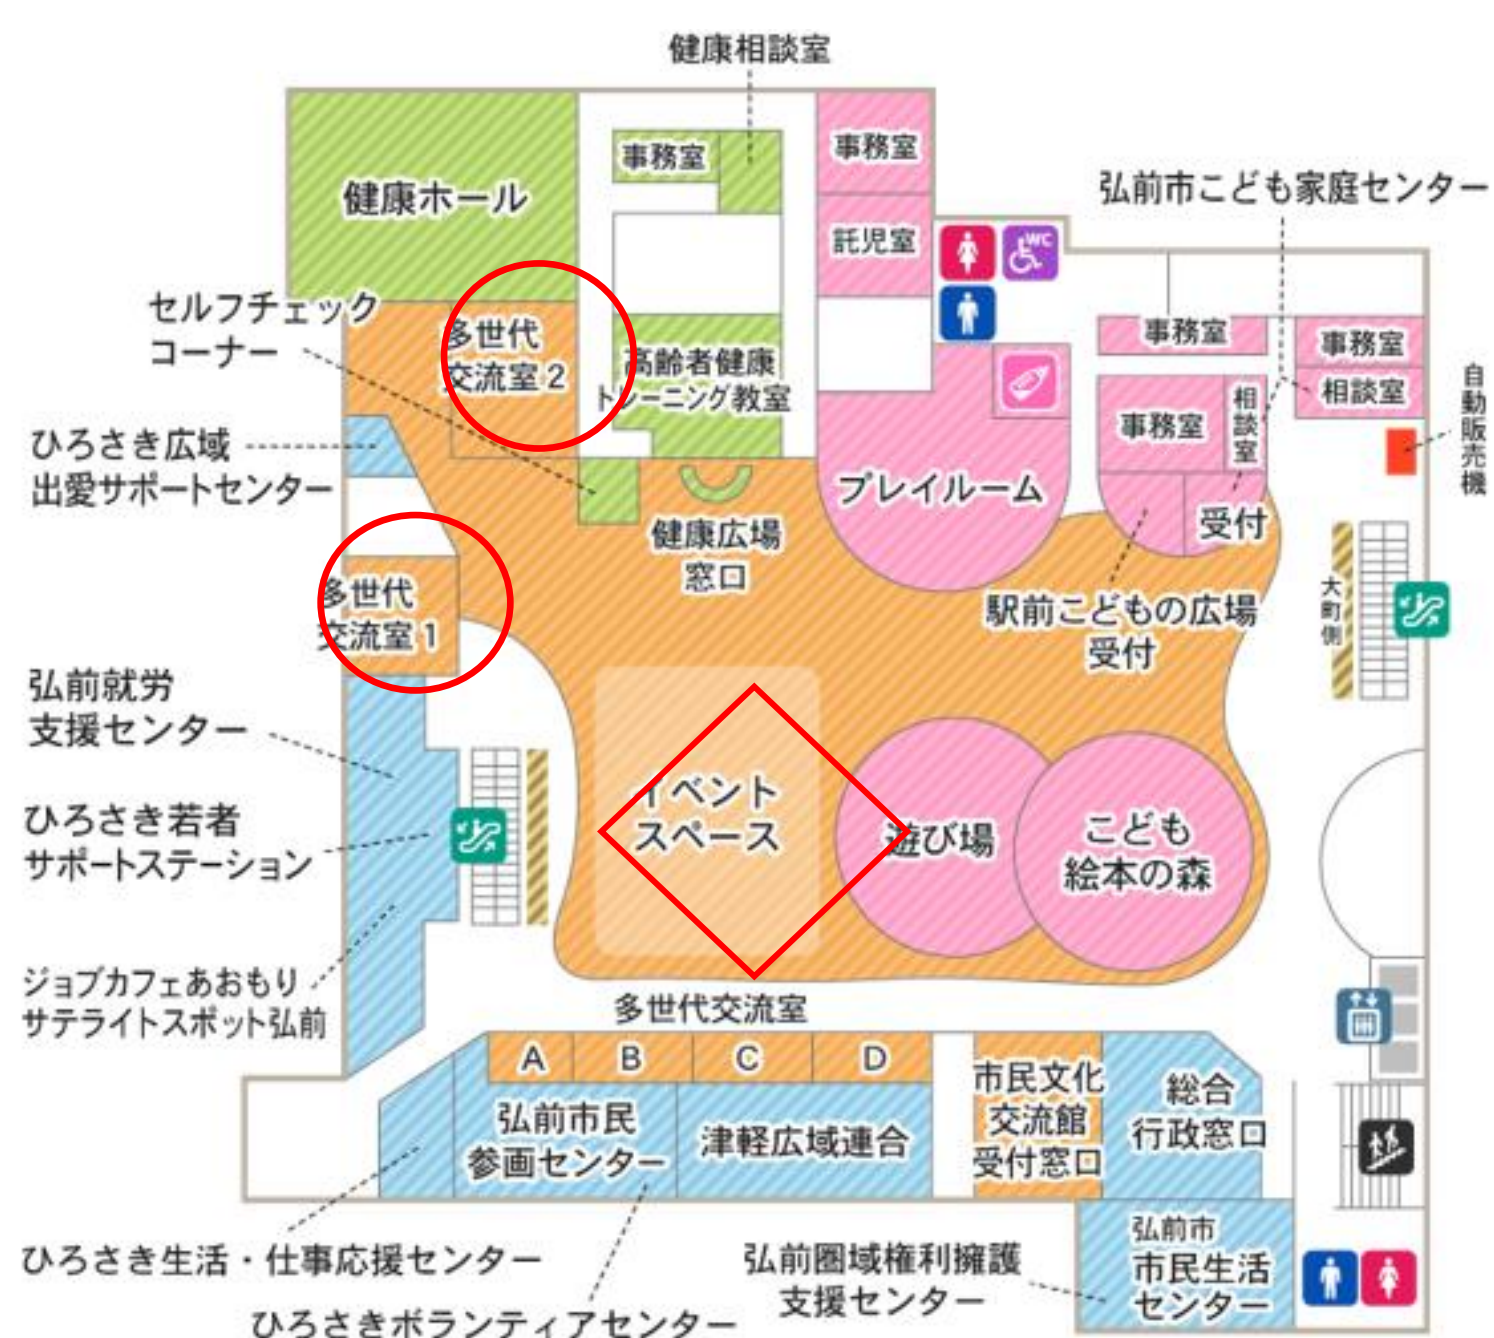 健康相談室
事務室
事務室
健康ホール
託児室
弘前市こども家庭センター
WC
セルフチェック
コーナー
多世代
交流室2
高齢者健康
トレーニング教室
事務室
事務室
相談室
自動販売機
事務室
相談室
ひろさき広域
出愛サポートセンター
プレイルーム
受付
健康広場
窓口
多世代
交流室1
駅前こどもの広場
受付
大町側
弘前就労
支援センター
イベント
スペース
遊び場
こども
絵本の森
ひろさき若者
サポートステーション
ジョブカフェあおもり
サテライトスポット弘前
多世代交流室
A
B
C
D
弘前市民
参画センター
津軽広域連合
市民文化
交流館
受付窓口
総合
行政窓口
ひろさき生活・仕事応援センター
ひろさきボランティアセンター
弘前圏域権利擁護
支援センター
弘前市
市民生活
センター